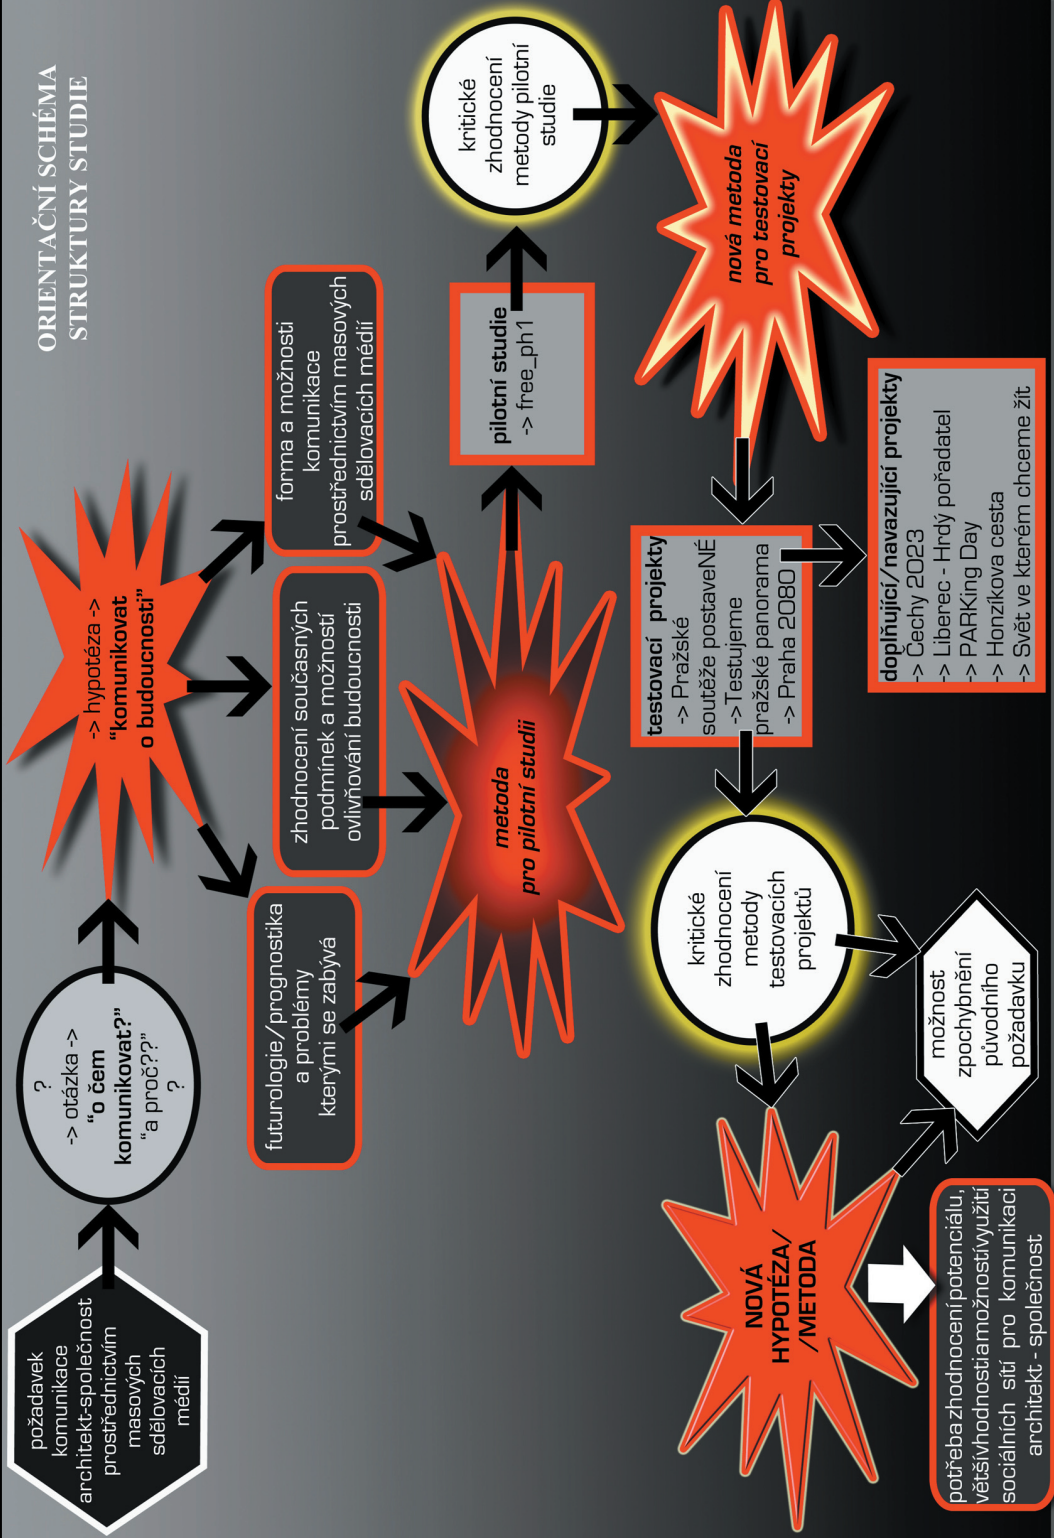 ORIENTAČNÍ SCHÉMA
STRUKTURY STUDIE
požadavek
komunikace
architekt-společnost
prostřednictvím
masových
sdělovacích
médií
?
-> otázka ->
“o čem
komunikovat?”
“a proč??”
?
-> hypotéza ->
“komunikovat
o budoucnosti”
futurologie/prognostika
a problémy
kterými se zabývá
zhodnocení současných
podmínek a možností
ovlivňování budoucnosti
forma a možnosti
komunikace
prostřednictvím masových
sdělovacích médií
metoda
pro pilotní studii
pilotní studie
-> free_ph1
kritické
zhodnocení
metody pilotní
studie
nová metoda
pro testovací
projekty
testovací projekty
-> Pražské
soutěže postaveNÉ
->Testujeme
pražské panorama
-> Praha 2080
doplňující/navazující projekty
-> Čechy 2023
-> Liberec - Hrdý pořadatel
-> PARKing Day
-> Honzíkova cesta
-> Svět ve kterém chceme žít
kritické
zhodnocení
metody
testovacích
projektů
NOVÁ
HYPOTÉZA/
/METODA
možnost
zpochybnění
původního
požadavku
potřeba zhodnocení potenciálu,
větší vhodnosti a možností využití
sociálních sítí pro komunikaci
architekt - společnost